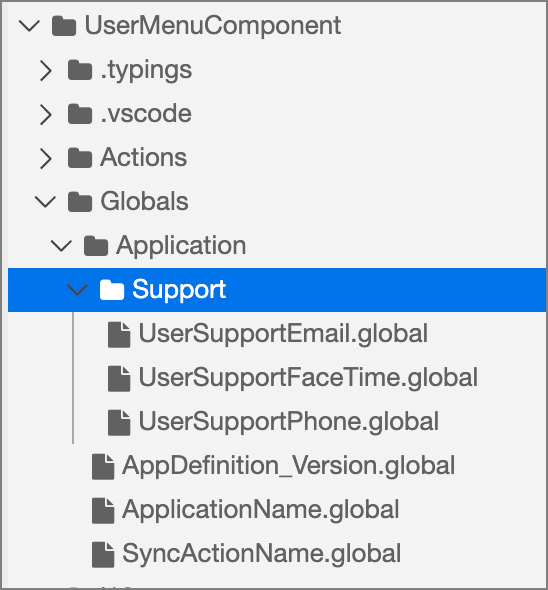 UserMenuComponent
.typings
.vscode
Actions
Globals
Application
Support
UserSupportEmail.global
UserSupportFaceTime.global
UserSupportPhone.global
AppDefinition_Version.global
ApplicationName.global
SyncActionName.global